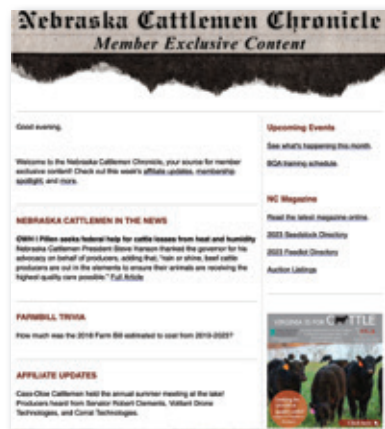 Nebraska Cattlemen Chronicle
Member Exclusive Content
Good evening,
Welcome to the Nebraska Cattlemen Chronicle, your source for member
exclusive content! Check out this week's affiliate updates, membership
spotlight, and more.
NEBRASKA CATTLEMEN IN THE NEWS
OWH | Pillen seeks federal help for cattle losses from heat and humidity
Nebraska Cattlemen President Steve Hanson thanked the governor for his
advocacy on behalf of producers, adding that, "rain or shine, beef cattle
producers are out in the elements to ensure their animals are receiving the
highest quality care possible." Full Article
FARMBILL TRIVIA
How much was the 2018 Farm Bill estimated to cost from 2019-2023?
AFFILIATE UPDATES
Cass-Otoe Cattlemen held the annual summer meeting at the lake!
Producers heard from Senator Robert Clements, Volitant Drone
Technologies, and Corral Technologies.
Upcoming Events
See what's happening this month.
BQA training schedule.
NC Magazine
Read the latest magazine online.
2023 Seedstock Directory
2023 Feedlot Directory
Auction Listings
VIRGINIA IS FOR CATTLE